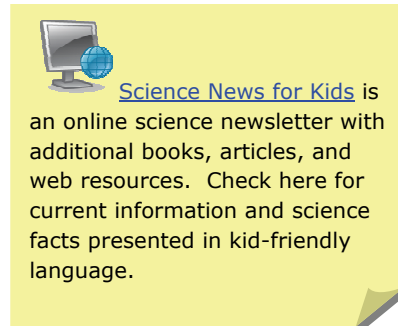 Science News for Kids is
an online science newsletter with
additional books, articles, and
web resources.  Check here for
current information and science
facts presented in kid-friendly
language.